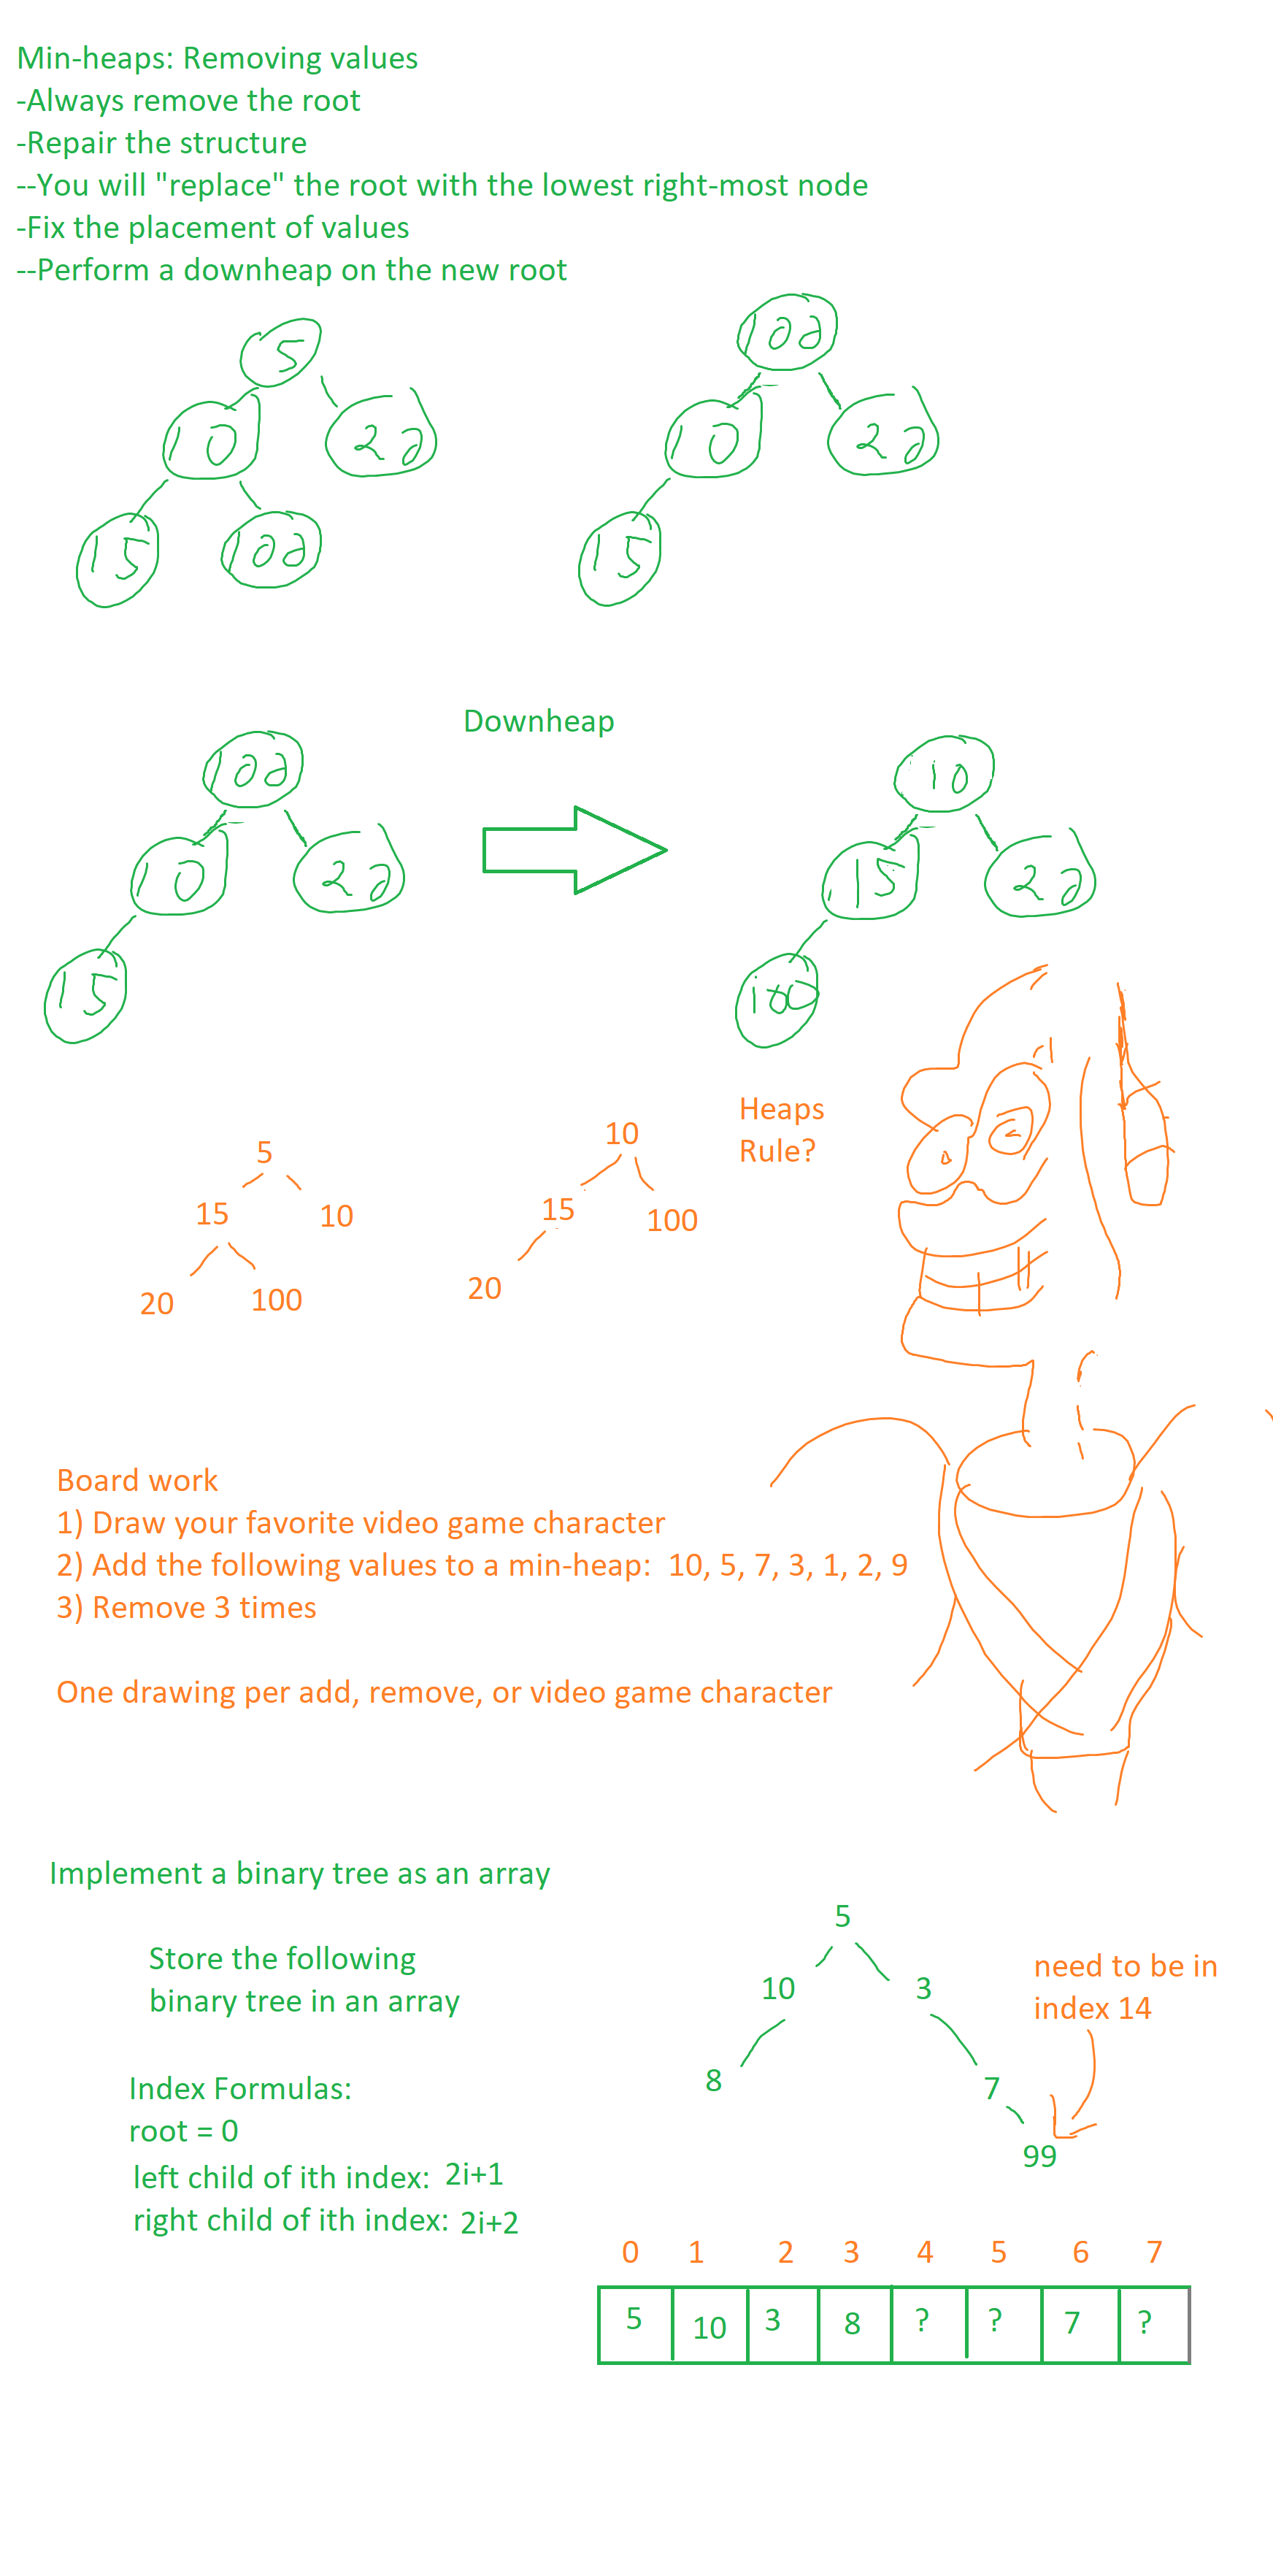 Min-heaps: Removing values
-Always remove the root
-Repair the structure
--You will "replace" the root with the lowest right-most node
-Fix the placement of values
--Perform a downheap on the new root
5
10 20
15 100
100
10 20
15
Downheap
100
10 20
15
10
15 20
100
5
15 10
20 100
10
15 100
20
Heaps
Rule?
Board work
1) Draw your favorite video game character
2) Add the following values to a min-heap:  10, 5, 7, 3, 1, 2, 9
3) Remove 3 times
One drawing per add, remove, or video game character
Implement a binary tree as an array
Store the following
binary tree in an array
Index Formulas:
root = 0
left child of ith index: 2i+1
right child of ith index: 2i+2
5
10 3
8 7
99
need to be in
index 14
0 1 2 3 4 5 6 7
5 10 3 8 ? ? 7 ?